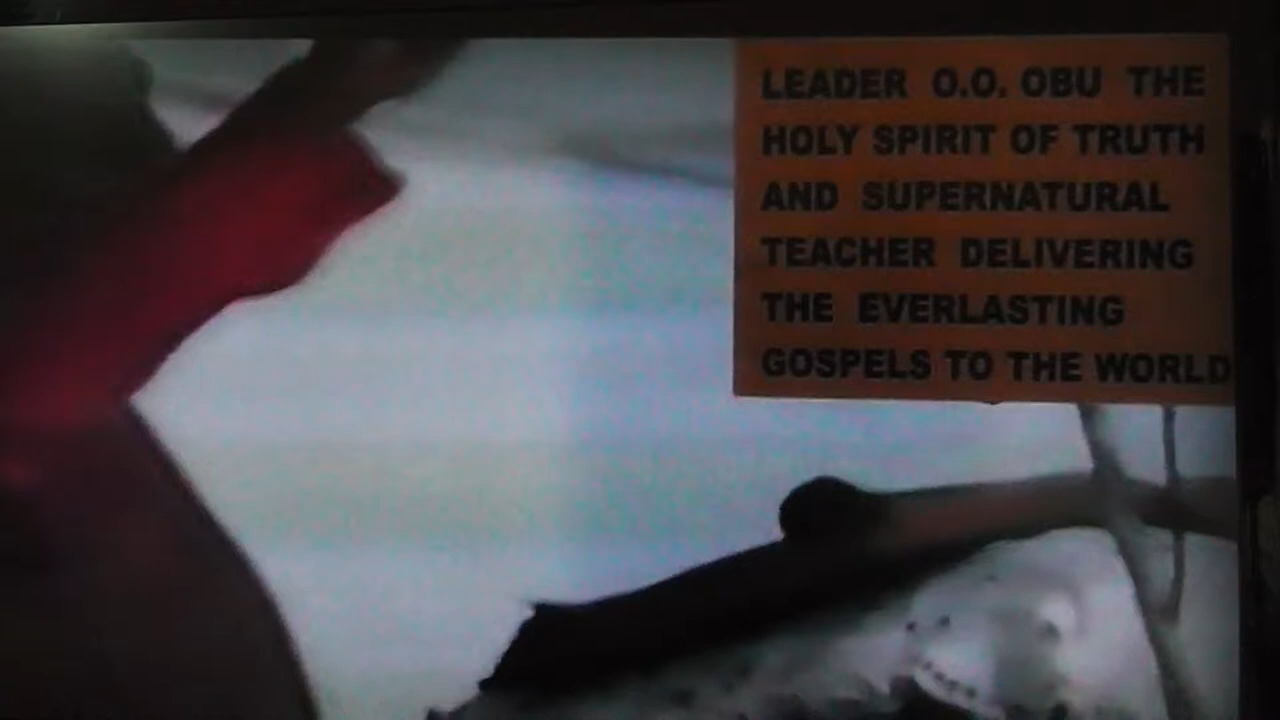 LEADER O.O. OBU THE
HOLY SPIRIT OF TRUTH
AND SUPERNATURAL
TEACHER DELIVERING
THE EVERLASTING
GOSPELS TO THE WORLD